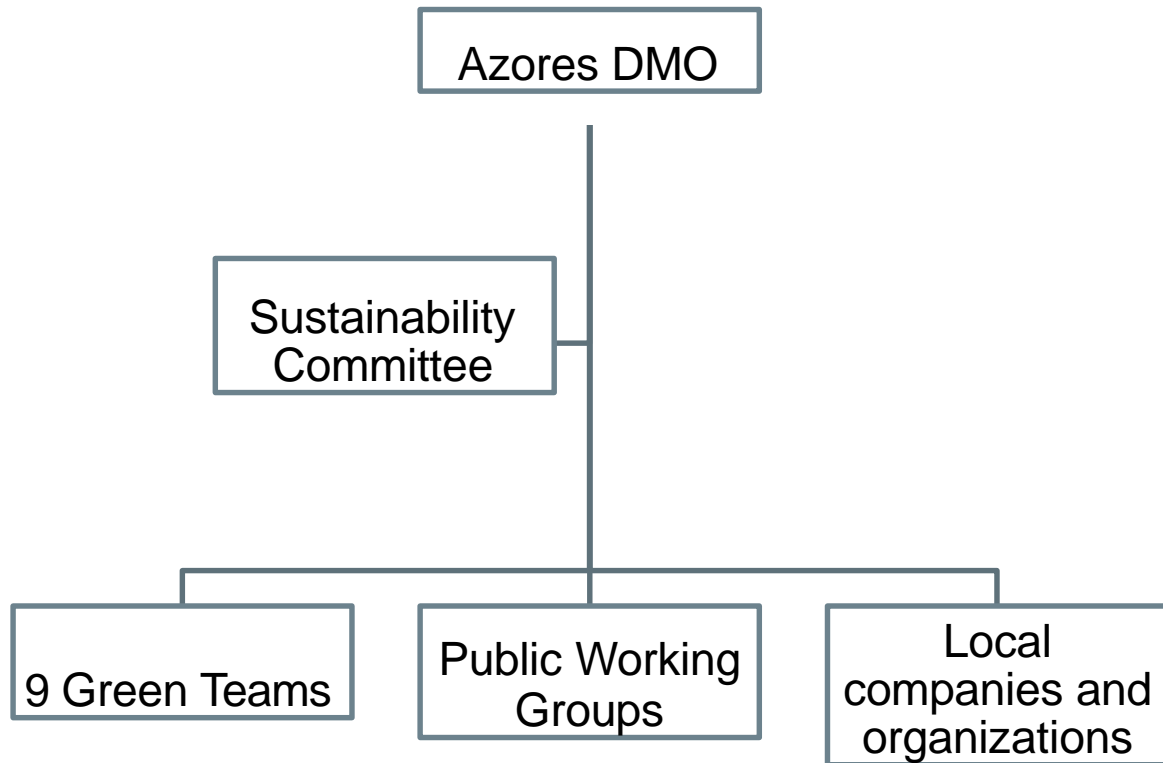 Azores DMO
Sustainability
Committee
9 Green Teams
Public Working
Groups
Local
companies and
organizations